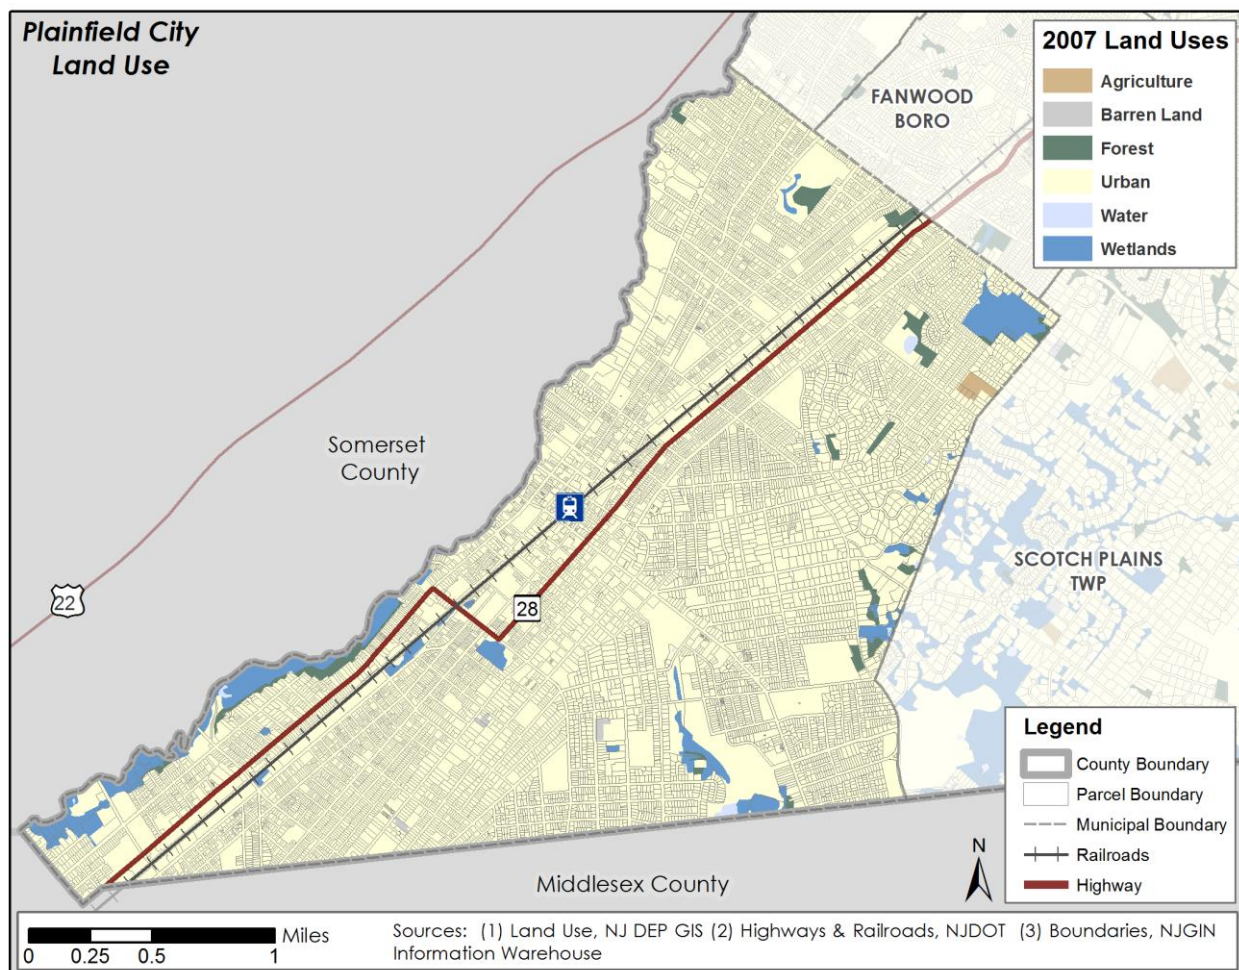 Plainfield City
Land Use
2007 Land Uses
Agriculture
Barren Land
Forest
Urban
Water
Wetlands
FANWOOD
BORO
Somerset
County
22
28
SCOTCH PLAINS
TWP
Middlesex County
Legend
County Boundary
Parcel Boundary
Municipal Boundary
Railroads
Highway
N
Miles
0 0.25 0.5 1
Sources: (1) Land Use, NJ DEP GIS (2) Highways & Railroads, NJDOT (3) Boundaries, NJGIN
Information Warehouse